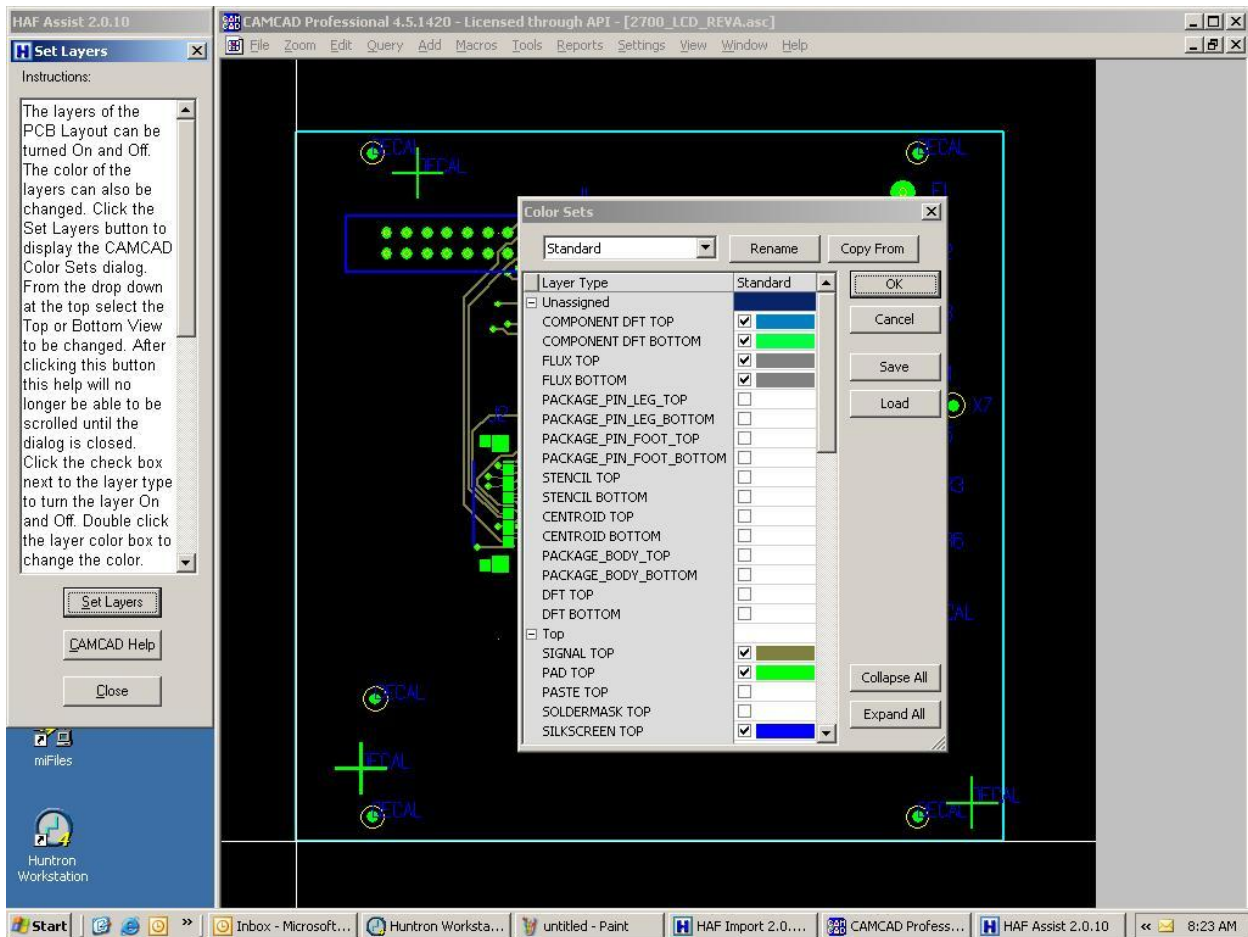 HAF Assist 2.0.10
CAMCAD Professional 4.5.1420 - Licensed through API - [2700_LCD_REVA.asc]
File Zoom Edit Query Add Macros Tools Reports Settings View Window Help
Set Layers
Instructions:
The layers of the
PCB Layout can be
turned On and Off.
The color of the
layers can also be
changed. Click the
Set Layers button to
display the CAMCAD
Color Sets dialog.
From the drop down
at the top select the
Top or Bottom View
to be changed. After
clicking this button
this help will no
longer be able to be
scrolled until the
dialog is closed.
Click the check box
next to the layer type
to turn the layer On
and Off. Double click
the layer color box to
change the color.
Set Layers
CAMCAD Help
Close
miFiles
Huntron
Workstation
DECAL
DECAL
DECAL
J2
X7
DECAL
DECAL
DECAL
DECAL
DECAL
Color Sets
Standard
Rename
Copy From
Layer Type Standard
Unassigned
COMPONENT DFT TOP
COMPONENT DFT BOTTOM
FLUX TOP
FLUX BOTTOM
PACKAGE_PIN_LEG_TOP
PACKAGE_PIN_LEG_BOTTOM
PACKAGE_PIN_FOOT_TOP
PACKAGE_PIN_FOOT_BOTTOM
STENCIL TOP
STENCIL BOTTOM
CENTROID TOP
CENTROID BOTTOM
PACKAGE_BODY_TOP
PACKAGE_BODY_BOTTOM
DFT TOP
DFT BOTTOM
Top
SIGNAL TOP
PAD TOP
PASTE TOP
SOLDERMASK TOP
SILKSCREEN TOP
OK
Cancel
Save
Load
Collapse All
Expand All
Start
Inbox - Microsoft...
Huntron Worksta...
untitled - Paint
HAF Import 2.0....
CAMCAD Profess...
HAF Assist 2.0.10
8:23 AM